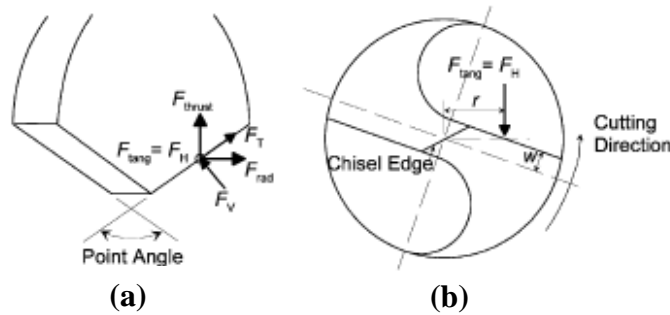 F_thrust
F_tang = F_H
F_T
F_rad
F_V
Point Angle
(a)
F_tang = F_H
r
Cutting
Direction
Chisel Edge
w
(b)